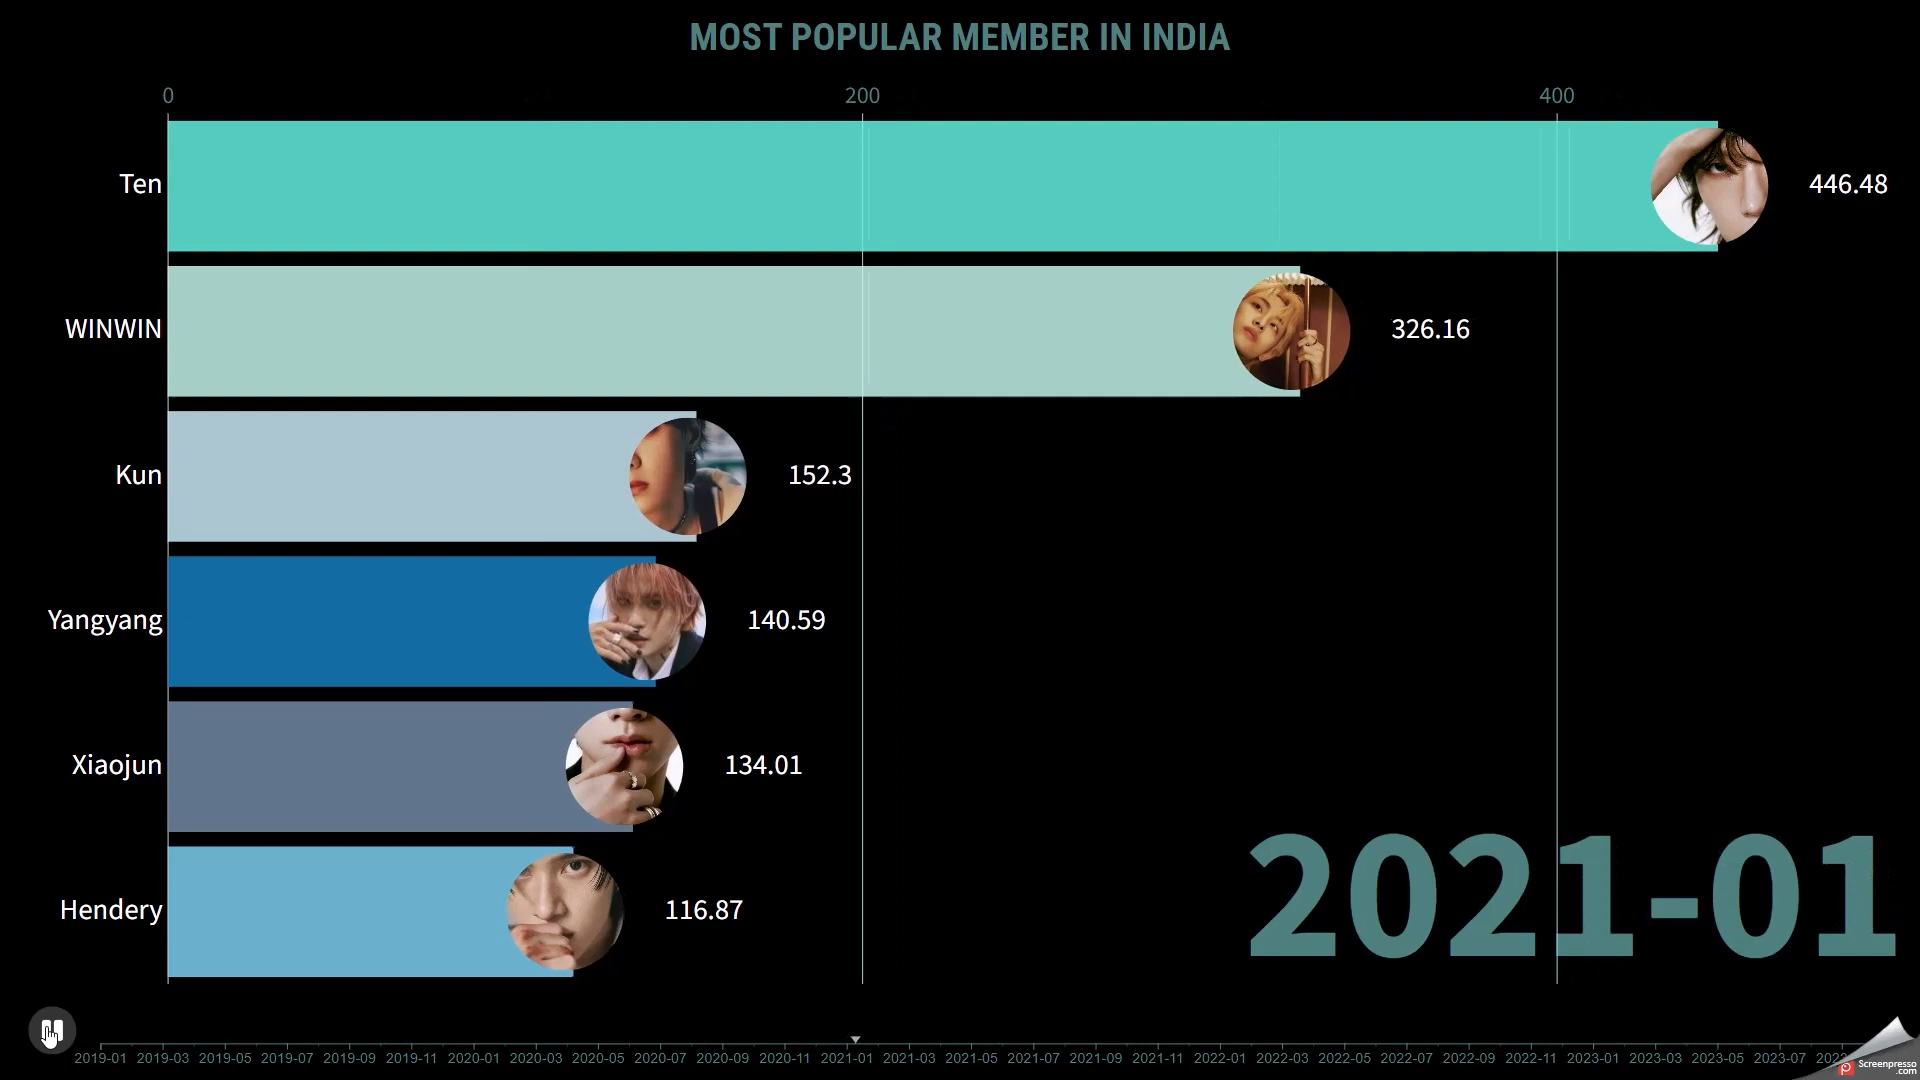 MOST POPULAR MEMBER IN INDIA
0 200 400
Ten 446.48
WINWIN 326.16
Kun 152.3
Yangyang 140.59
Xiaojun 134.01
Hendery 116.87
2021-01
2019-01 2019-03 2019-05 2019-07 2019-09 2019-11 2020-01 2020-03 2020-05 2020-07 2020-09 2020-11 2021-01 2021-03 2021-05 2021-07 2021-09 2021-11 2022-01 2022-03 2022-05 2022-07 2022-09 2022-11 2023-01 2023-03 2023-05 2023-07
Screenpresso
.com